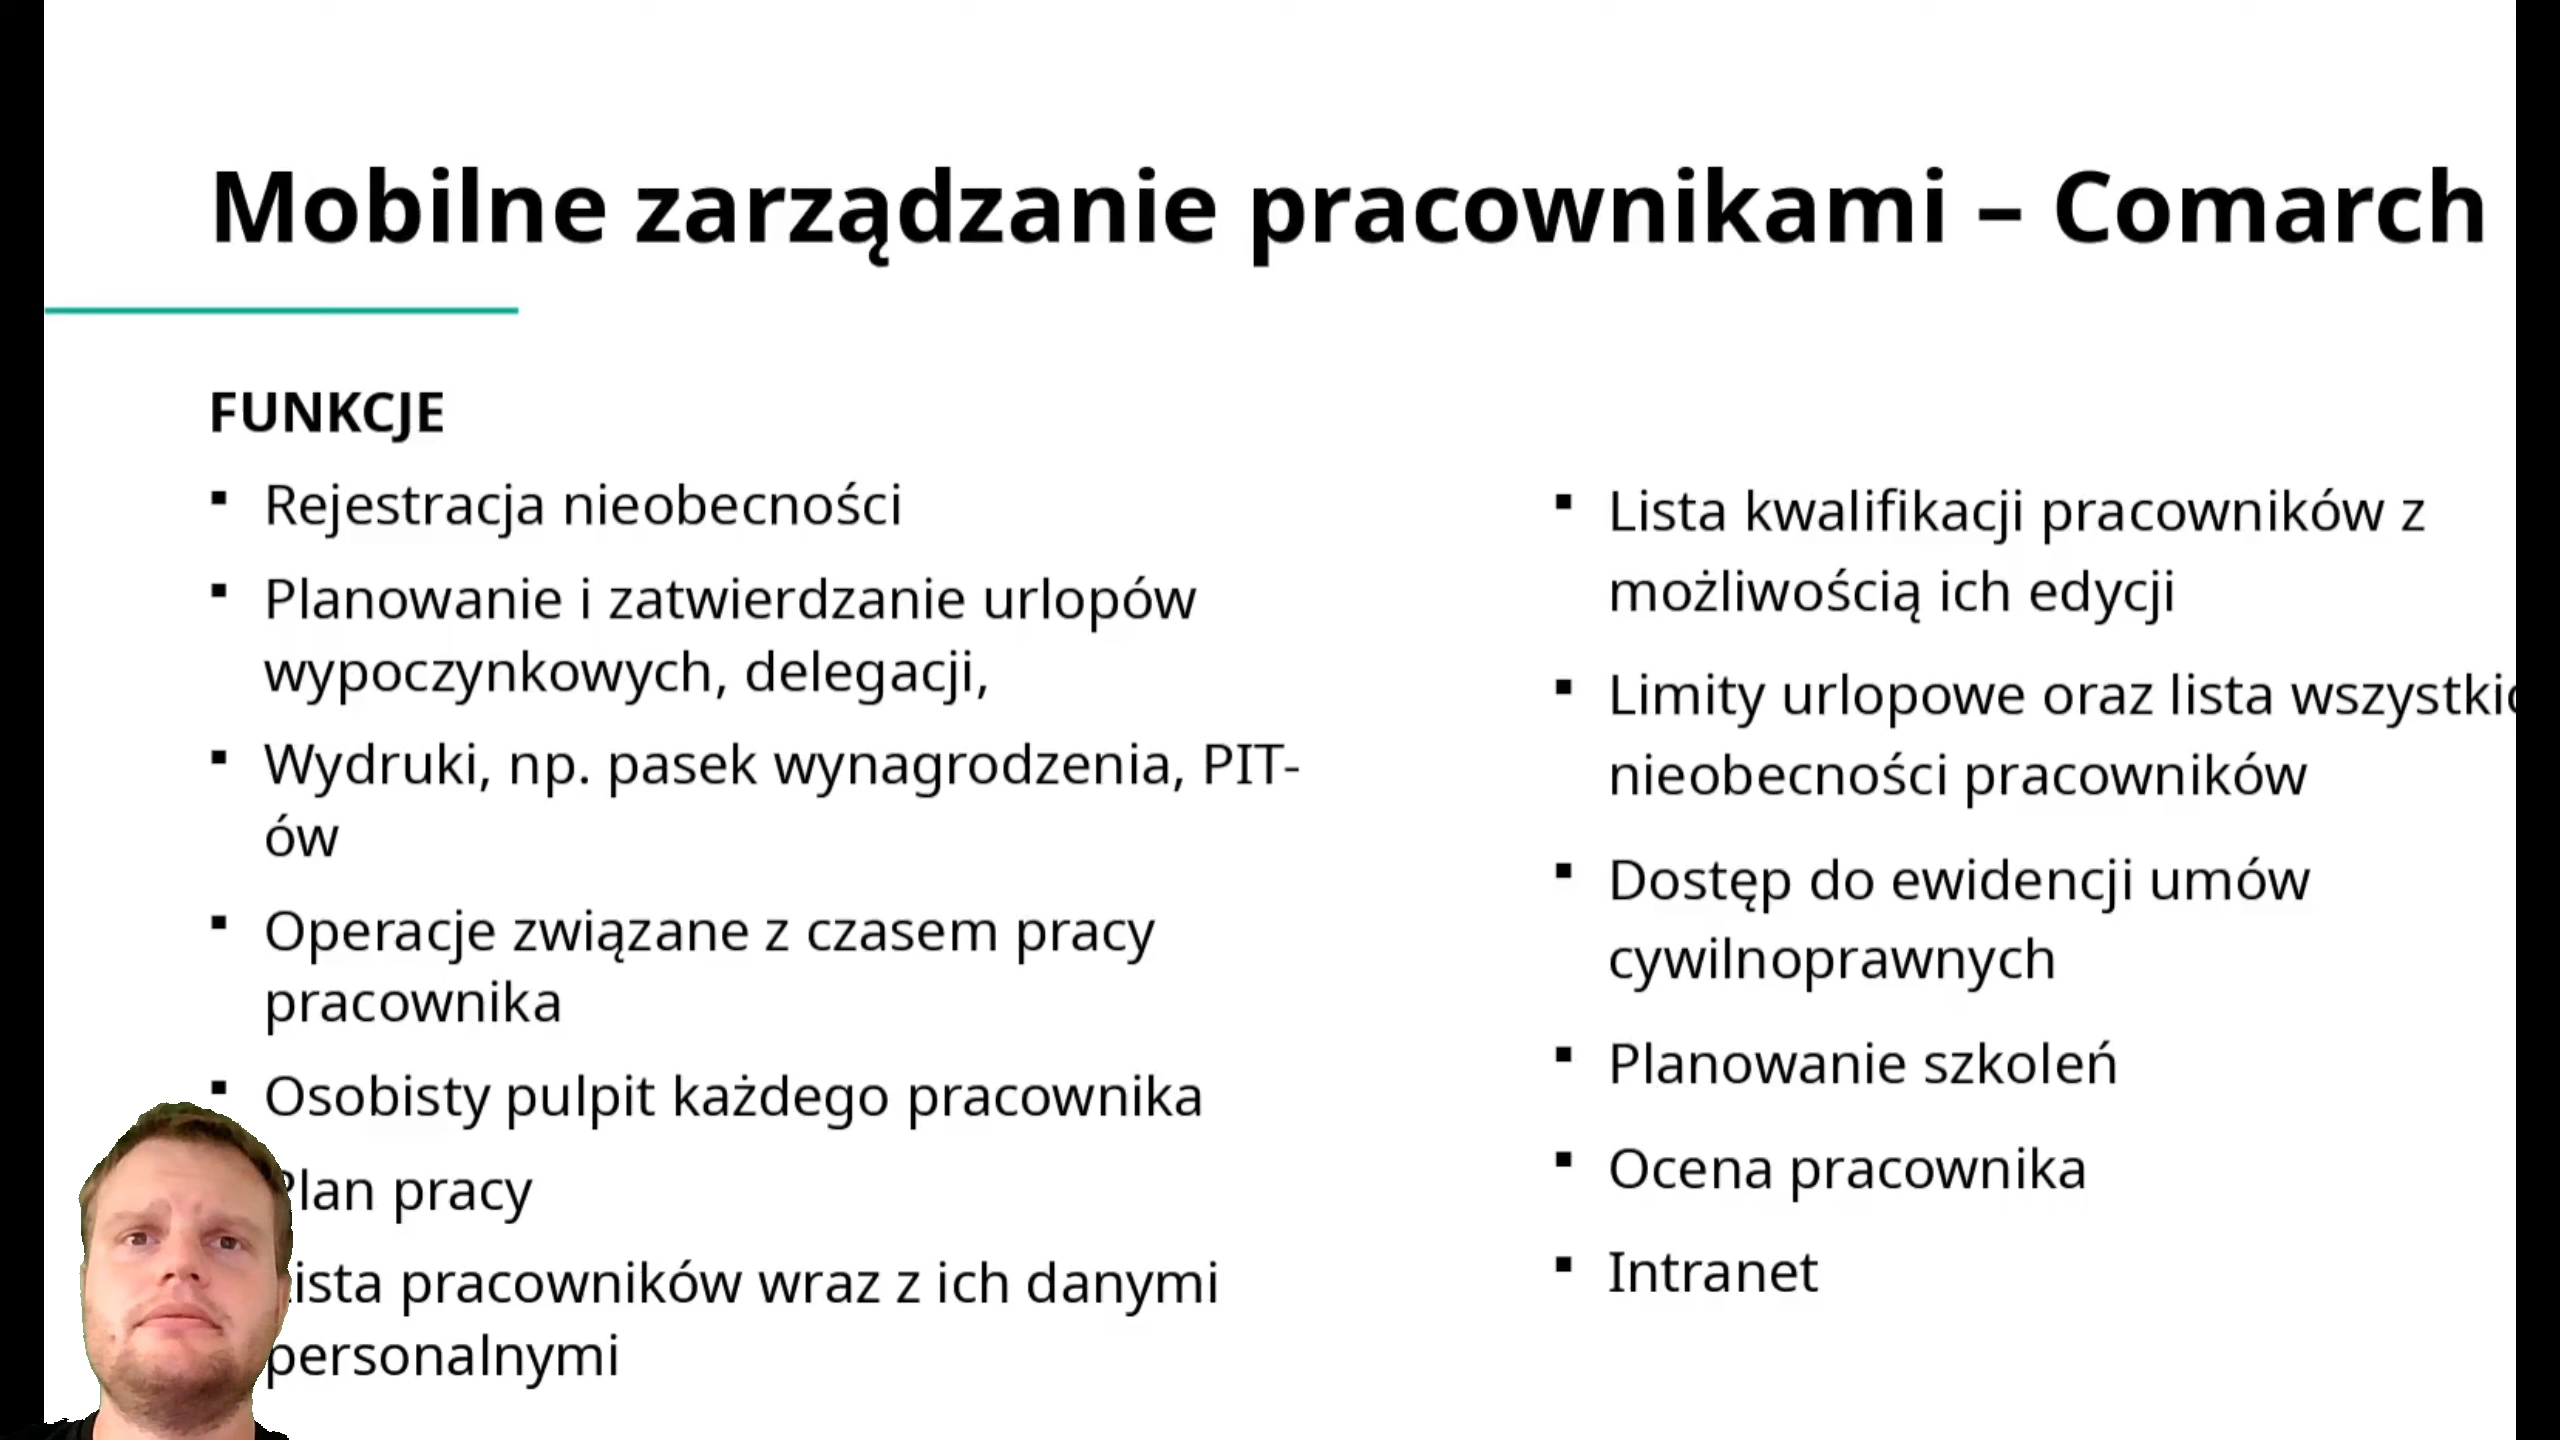 Mobilne zarządzanie pracownikami – Comarch
FUNKCJE
▪ Rejestracja nieobecności
▪ Planowanie i zatwierdzanie urlopów
wypoczynkowych, delegacji,
▪ Wydruki, np. pasek wynagrodzenia, PIT-
ów
▪ Operacje związane z czasem pracy
pracownika
▪ Osobisty pulpit każdego pracownika
Plan pracy
Lista pracowników wraz z ich danymi
personalnymi
▪ Lista kwalifikacji pracowników z
możliwością ich edycji
▪ Limity urlopowe oraz lista
nieobecności pracowników
▪ Dostęp do ewidencji umów
cywilnoprawnych
▪ Planowanie szkoleń
▪ Ocena pracownika
▪ Intranet